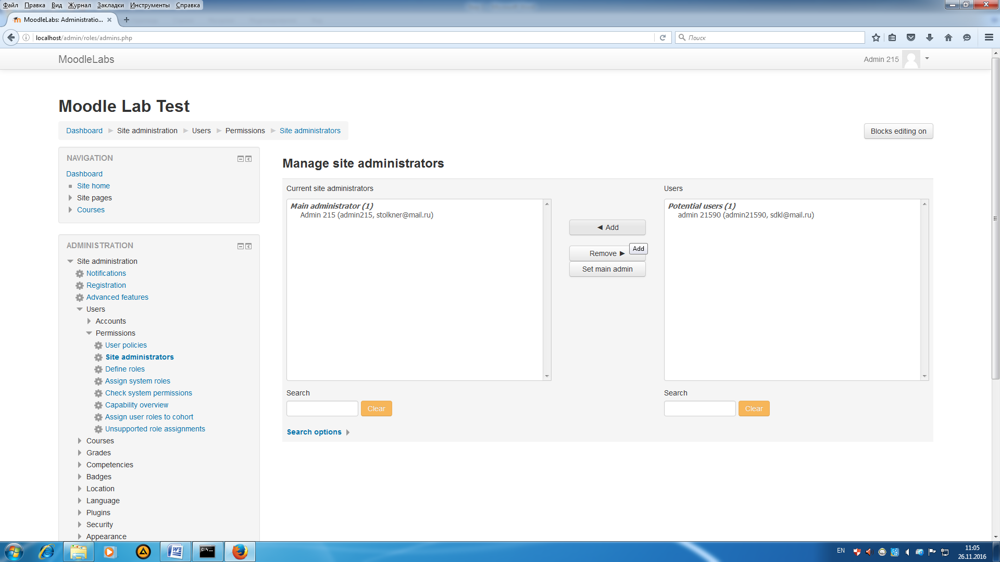 Файл Правка Вид Журнал Закладки Инструменты Справка
MoodleLabs: Administratio...
localhost/admin/roles/admins.php
Поиск
MoodleLabs
Admin 215
Moodle Lab Test
Dashboard Site administration Users Permissions Site administrators
Blocks editing on
NAVIGATION
Dashboard
Site home
Site pages
Courses
ADMINISTRATION
Site administration
Notifications
Registration
Advanced features
Users
Accounts
Permissions
User policies
Site administrators
Define roles
Assign system roles
Check system permissions
Capability overview
Assign user roles to cohort
Unsupported role assignments
Courses
Grades
Competencies
Badges
Location
Language
Plugins
Security
Appearance
Manage site administrators
Current site administrators
Main administrator (1)
Admin 215 (admin215, stolkner@mail.ru)
Search
Clear
Search options
◄ Add
Remove ►
Add
Set main admin
Users
Potential users (1)
admin 21590 (admin21590, sdkl@mail.ru)
Search
Clear
EN
11:05
26.11.2016